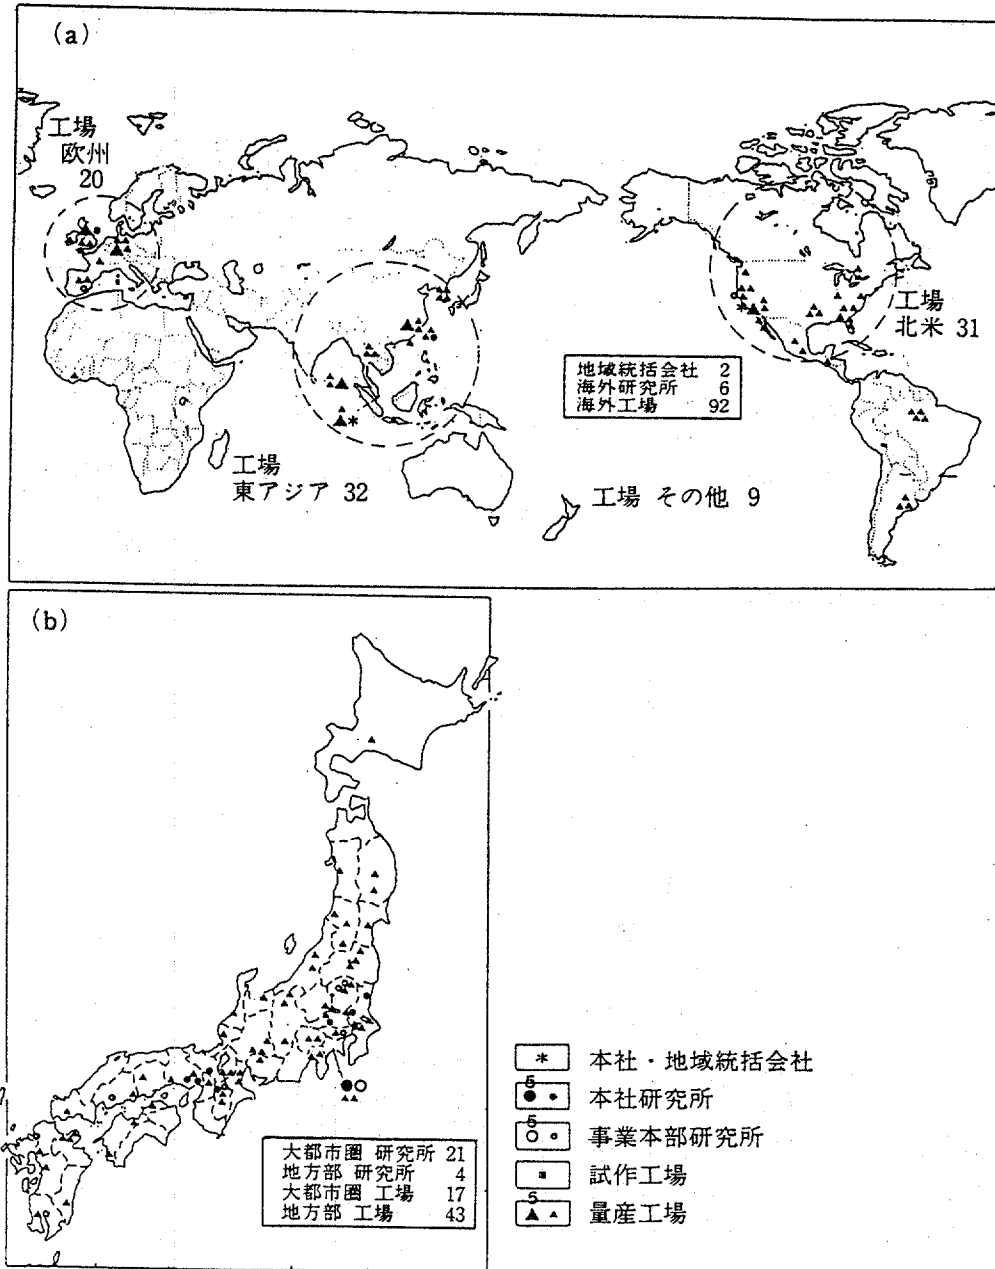 (a)
工場
欧州
20
工場
北米 31
地域統括会社 2
海外研究所 6
海外工場 92
工場
東アジア 32
工場 その他 9
(b)
大都市圏 研究所 21
地方部 研究所 4
大都市圏 工場 17
地方部 工場 43
* 本社・地域統括会社
5
● • 本社研究所
5
○ ∘ 事業本部研究所
■ 試作工場
5
▲ ▲ 量産工場